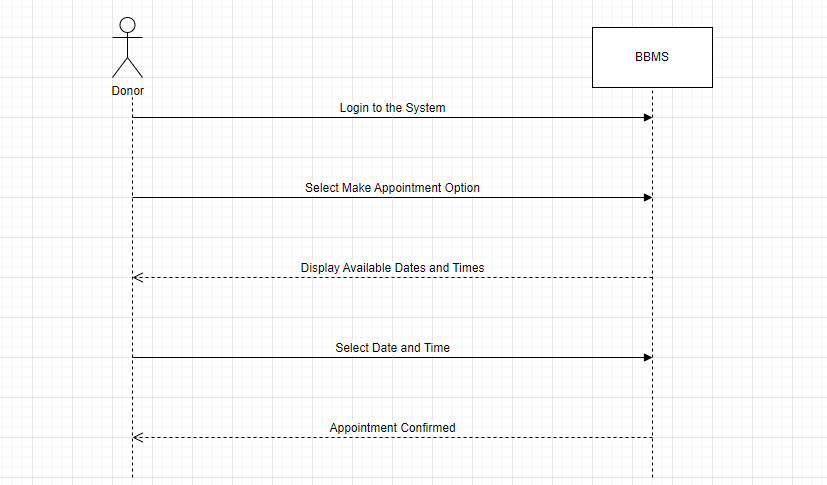 BBMS
Donor
Login to the System
Select Make Appointment Option
Display Available Dates and Times
Select Date and Time
Appointment Confirmed